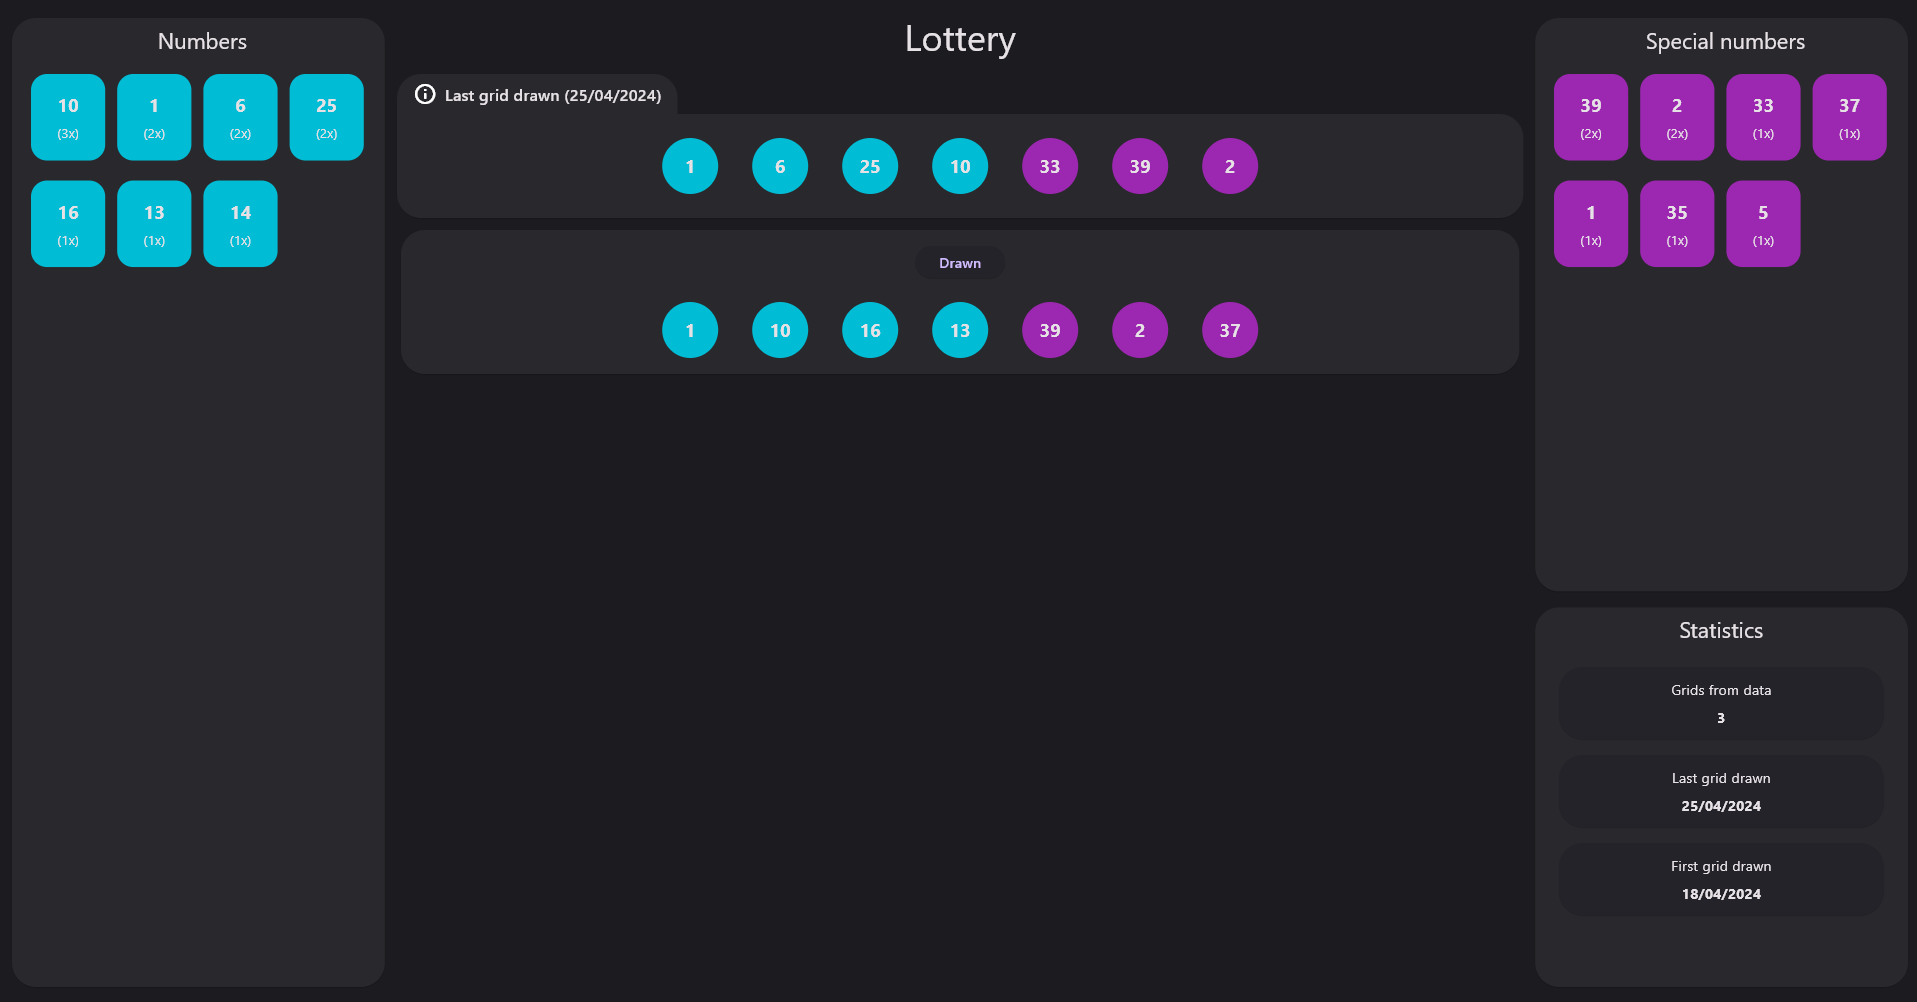 Numbers
10 1 6 25
(3x) (2x) (2x) (2x)
16 13 14
(1x) (1x) (1x)
Lottery
Last grid drawn (25/04/2024)
1 6 25 10 33 39 2
Drawn
1 10 16 13 39 2 37
Special numbers
39 2 33 37
(2x) (2x) (1x) (1x)
1 35 5
(1x) (1x) (1x)
Statistics
Grids from data
3
Last grid drawn
25/04/2024
First grid drawn
18/04/2024